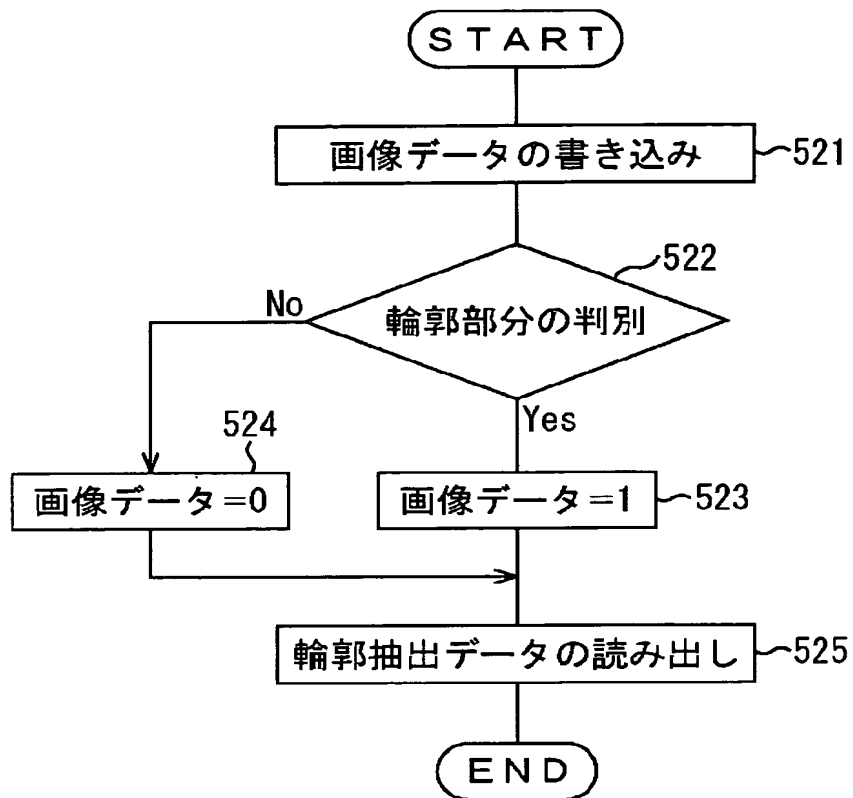 START
画像データの書き込み
521
522
輪郭部分の判別
No
Yes
524
画像データ=0
画像データ=1
523
輪郭抽出データの読み出し
525
END